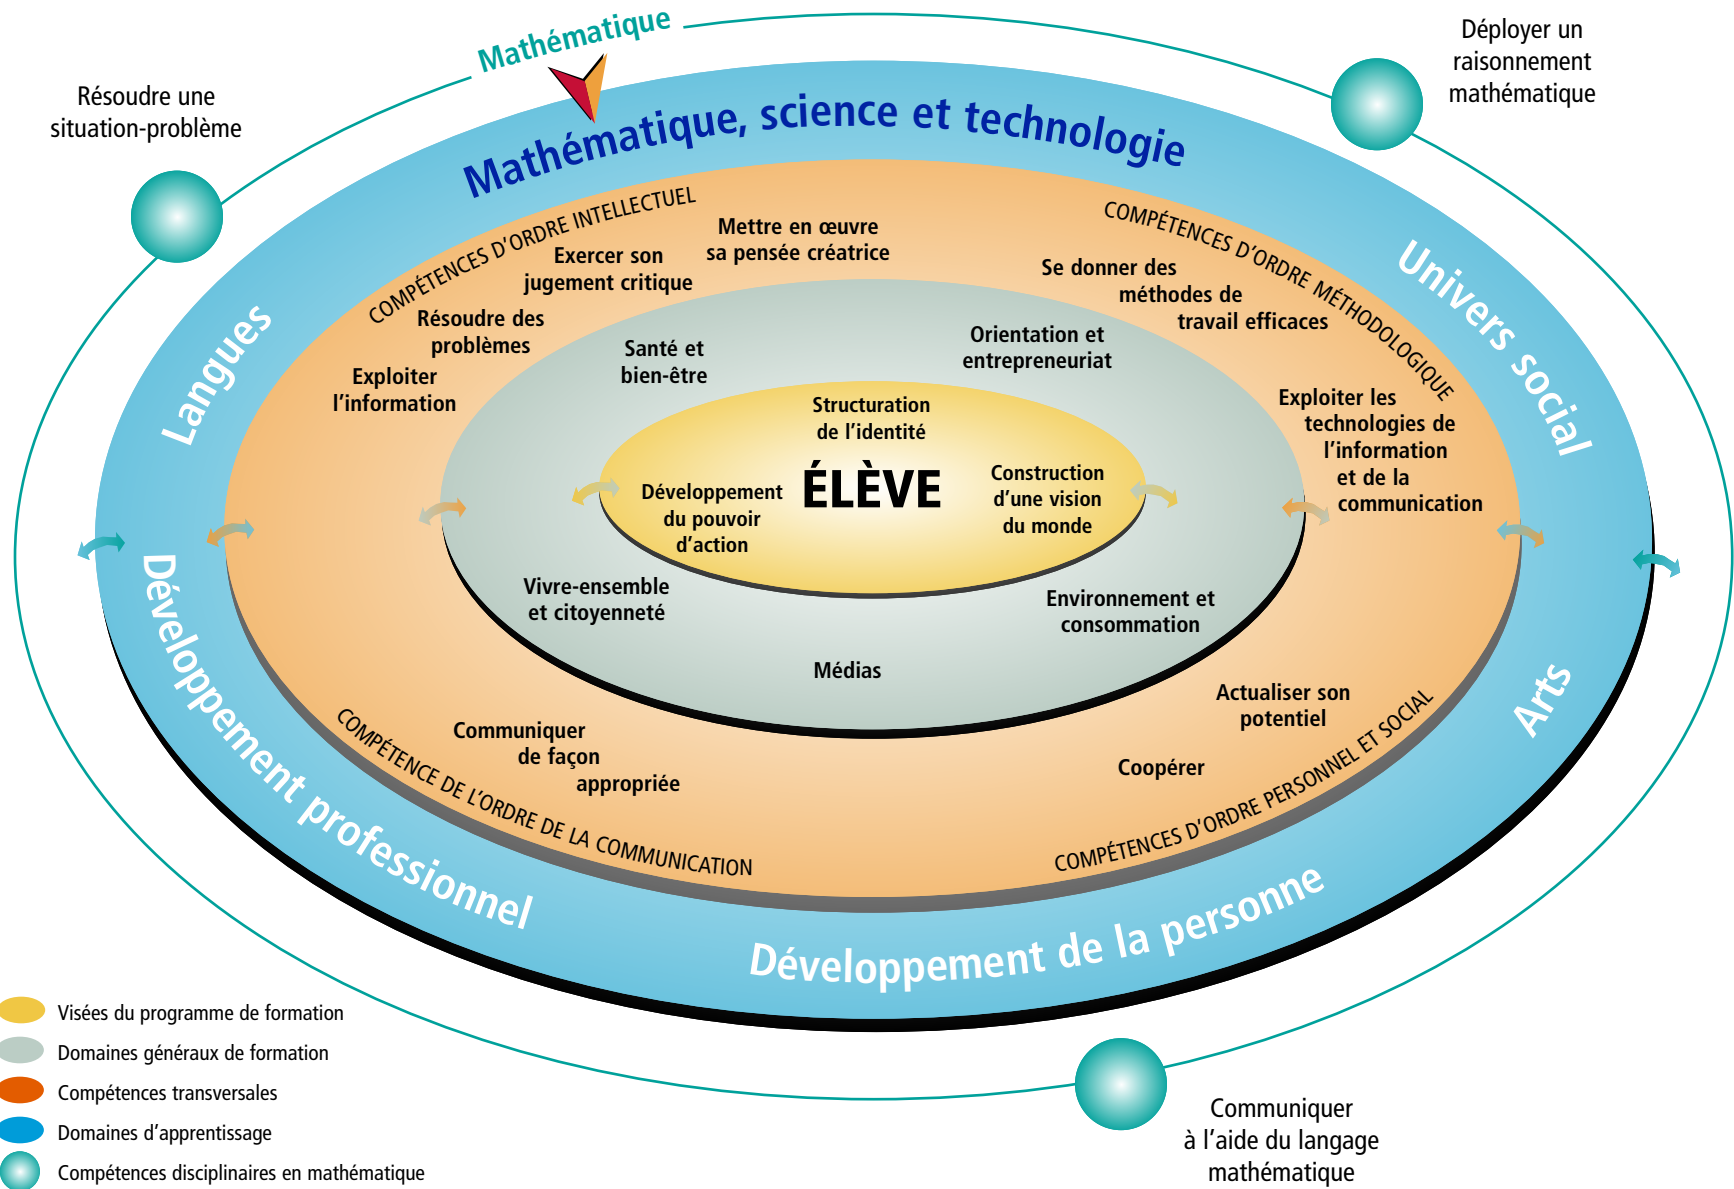 Mathématique
Déployer un
raisonnement
mathématique
Résoudre une
situation-problème
Mathématique, science et technologie
Langues
Univers social
Développement professionnel
Développement de la personne
Arts
COMPÉTENCES D'ORDRE INTELLECTUEL
Mettre en œuvre
sa pensée créatrice
Exercer son
jugement critique
Résoudre des
problèmes
Exploiter
l'information
COMPÉTENCES D'ORDRE MÉTHODOLOGIQUE
Se donner des
méthodes de
travail efficaces
Exploiter les
technologies de
l'information
et de la
communication
Santé et
bien-être
Orientation et
entrepreneuriat
Structuration
de l'identité
ÉLÈVE
Développement
du pouvoir
d'action
Construction
d'une vision
du monde
Vivre-ensemble
et citoyenneté
Environnement et
consommation
Médias
Communiquer
de façon
appropriée
COMPÉTENCE DE L'ORDRE DE LA COMMUNICATION
Actualiser son
potentiel
Coopérer
COMPÉTENCES D'ORDRE PERSONNEL ET SOCIAL
Visées du programme de formation
Domaines généraux de formation
Compétences transversales
Domaines d'apprentissage
Compétences disciplinaires en mathématique
Communiquer
à l'aide du langage
mathématique